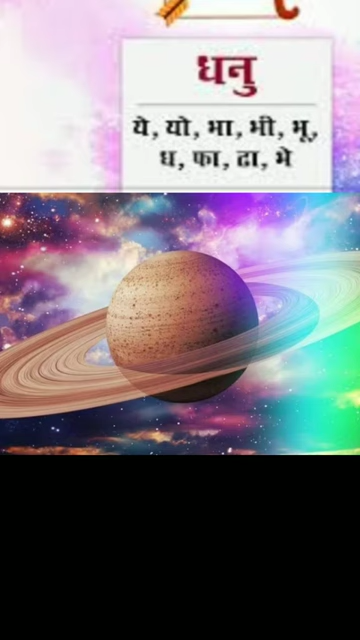 धनु
ये, यो, भा, भी, भू,
ध, फा, ढा, भे